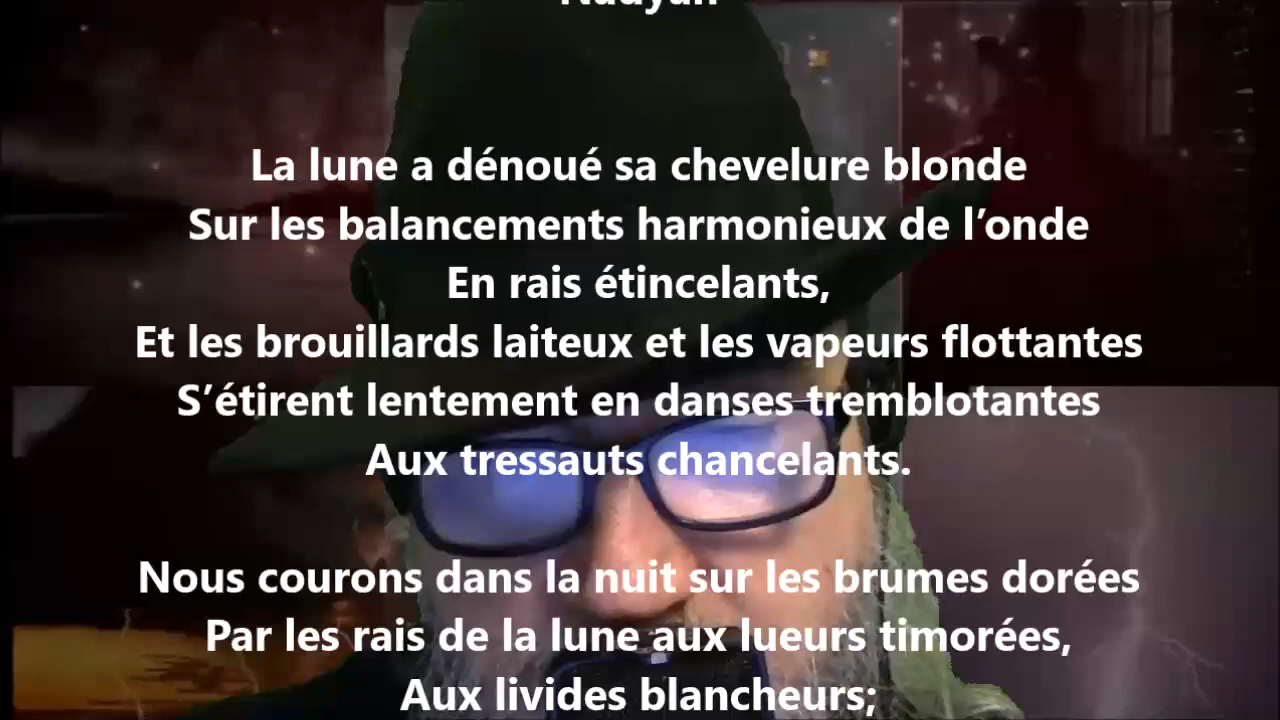 La lune a dénoué sa chevelure blonde
Sur les balancements harmonieux de l’onde
En rais étincelants,
Et les brouillards laiteux et les vapeurs flottantes
S’étirent lentement en danses tremblotantes
Aux tressauts chancelants.
Nous courons dans la nuit sur les brumes dorées
Par les rais de la lune aux lueurs timorées,
Aux livides blancheurs;